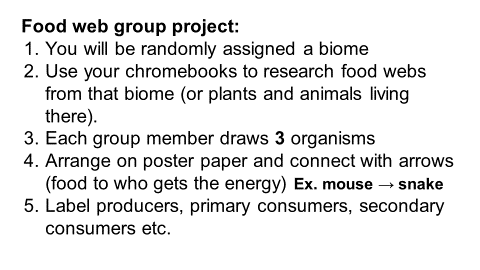 Food web group project:
1. You will be randomly assigned a biome
2. Use your chromebooks to research food webs
from that biome (or plants and animals living
there).
3. Each group member draws 3 organisms
4. Arrange on poster paper and connect with arrows
(food to who gets the energy) Ex. mouse → snake
5. Label producers, primary consumers, secondary
consumers etc.